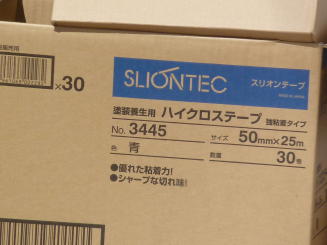 ×30
SLIONTEC
スリオンテープ
MADE IN JAPAN
塗装養生用 ハイクロステープ 強粘着タイプ
No. 3445
サイズ 50mm×25m
色 青
数量 30巻
●優れた粘着力!
●シャープな切れ味!